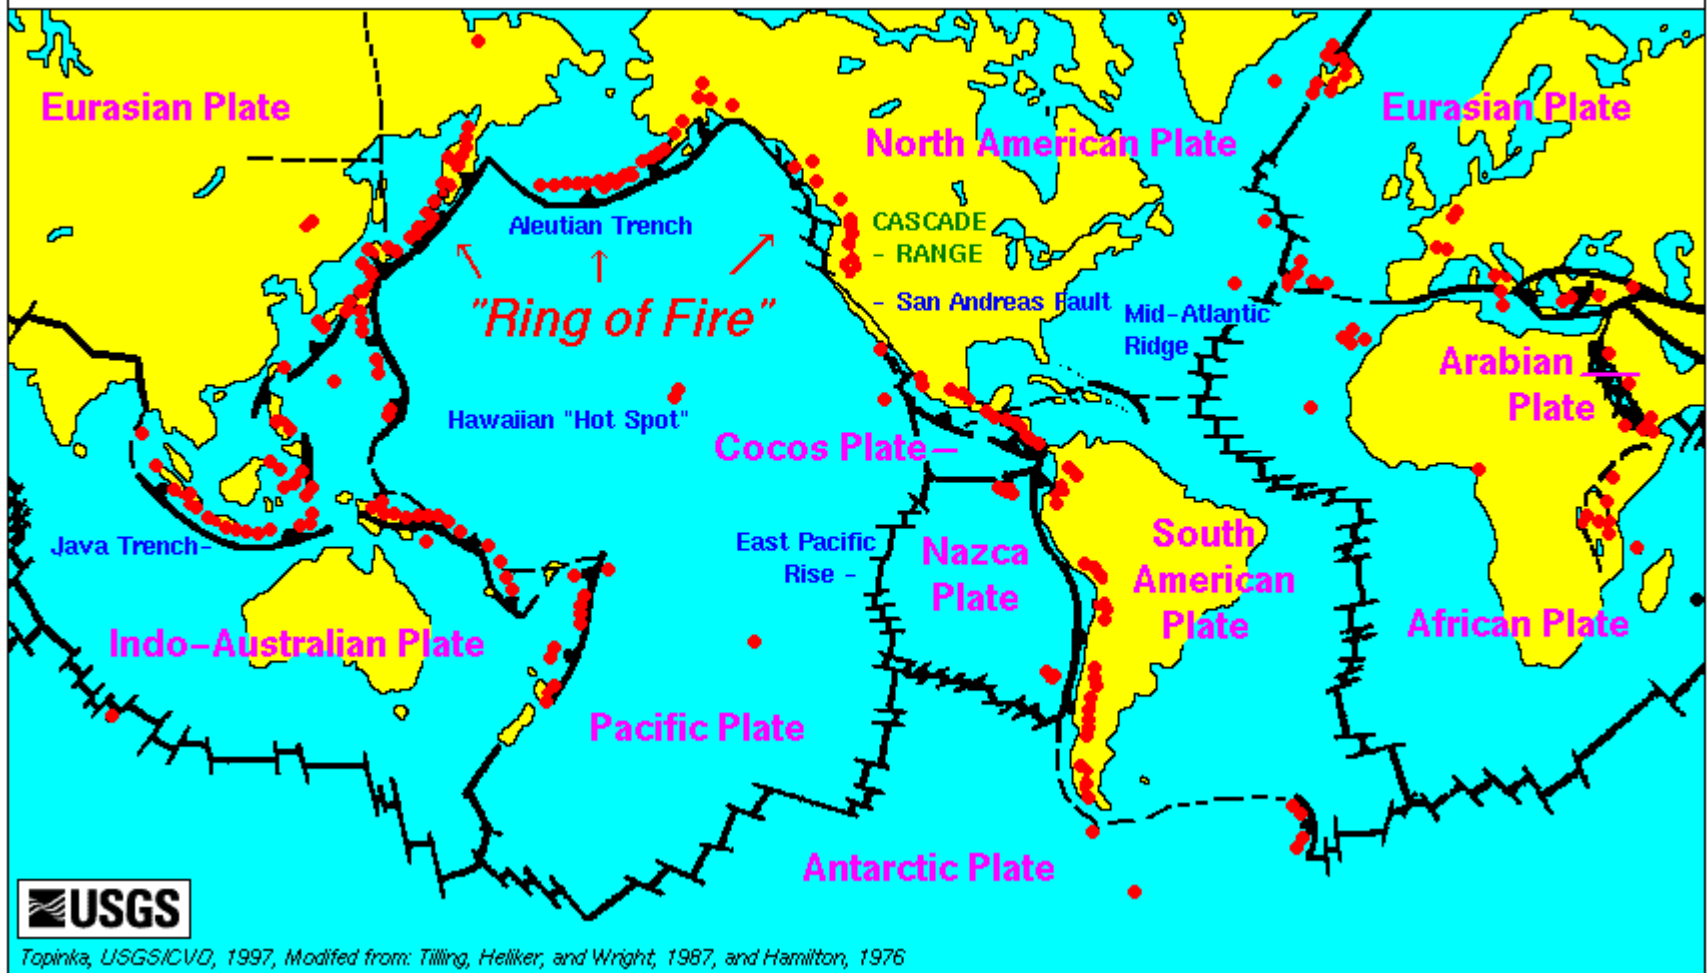 Eurasian Plate
Eurasian Plate
North American Plate
Aleutian Trench
CASCADE
- RANGE
"Ring of Fire"
- San Andreas Fault
Mid-Atlantic
Ridge
Arabian
Plate
Hawaiian "Hot Spot"
Cocos Plate
Java Trench-
East Pacific
Rise -
Nazca
Plate
South
American
Plate
African Plate
Indo-Australian Plate
Pacific Plate
Antarctic Plate
USGS
Topinka, USGS/CVO, 1997, Modifed from: Tilling, Heliker, and Wright, 1987, and Hamilton, 1976